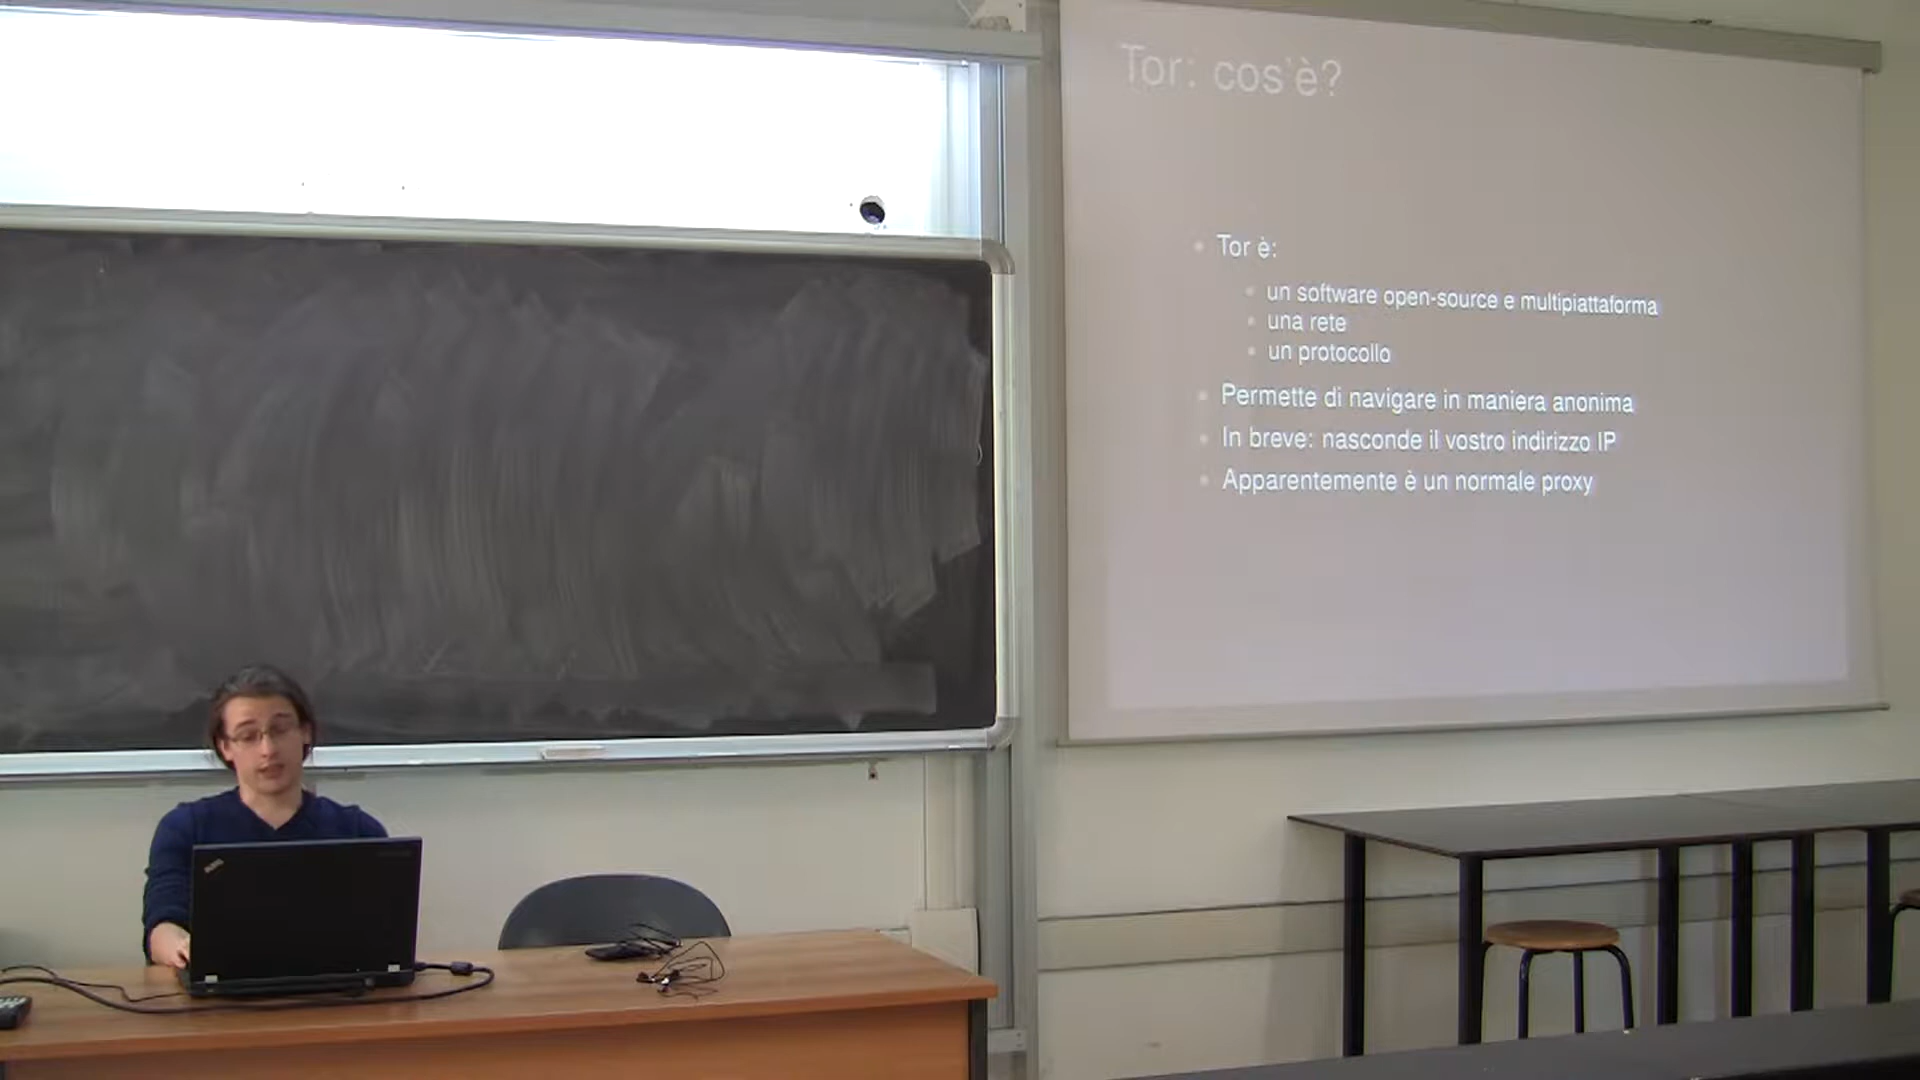 Tor: cos'è?
Tor è:
un software open-source e multipiattaforma
una rete
un protocollo
Permette di navigare in maniera anonima
In breve: nasconde il vostro indirizzo IP
Apparentemente è un normale proxy